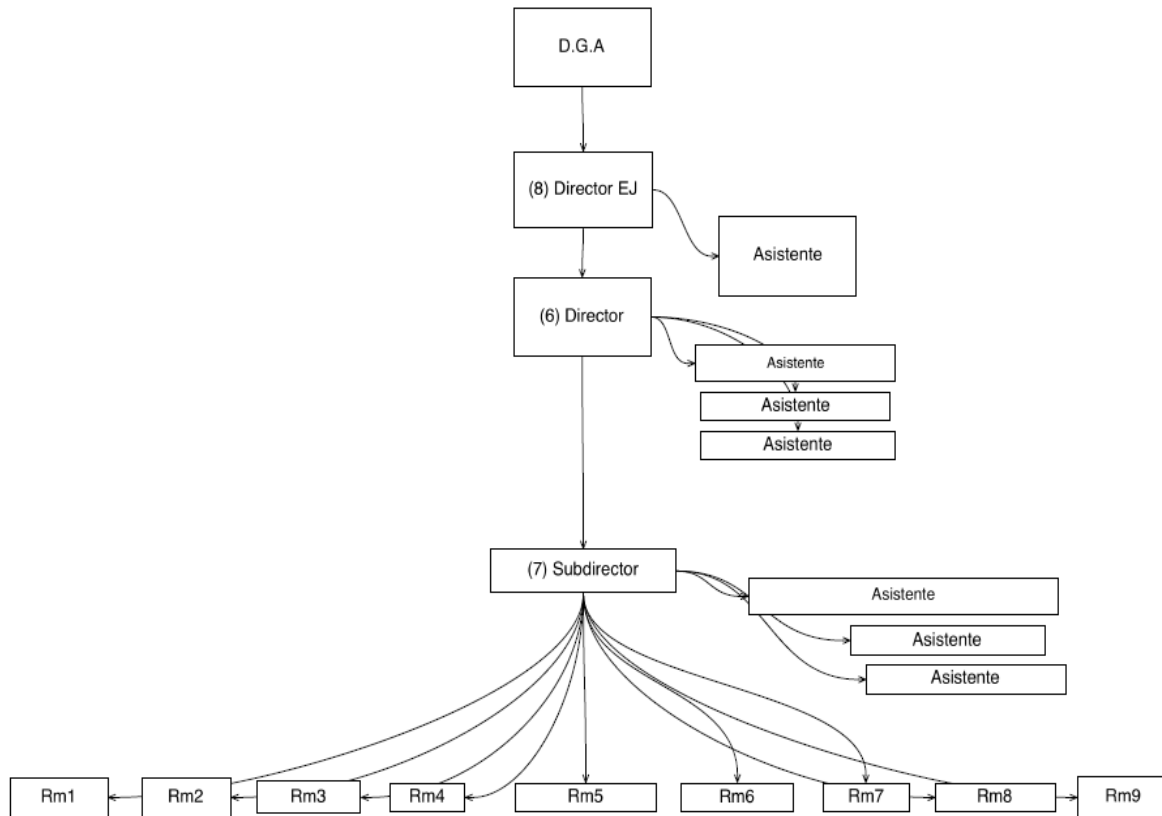 D.G.A
(8) Director EJ
Asistente
(6) Director
Asistente
Asistente
Asistente
(7) Subdirector
Asistente
Asistente
Asistente
Rm1
Rm2
Rm3
Rm4
Rm5
Rm6
Rm7
Rm8
Rm9